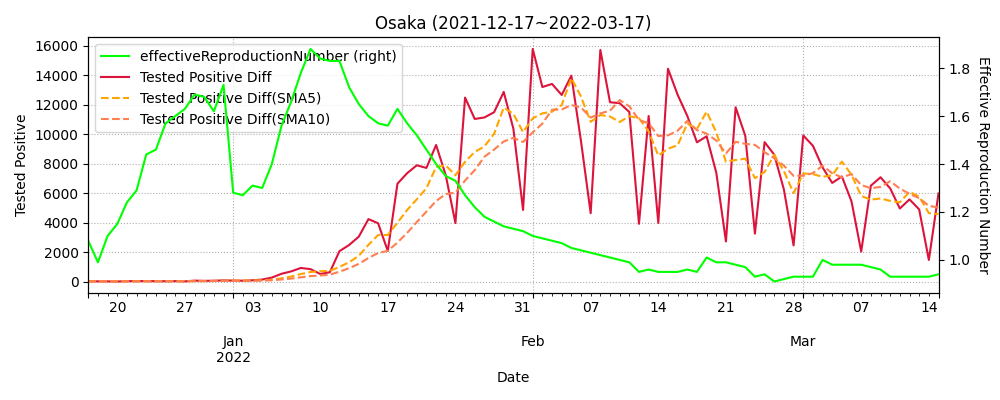 Osaka (2021-12-17~2022-03-17)
effectiveReproductionNumber (right)
Tested Positive Diff
Tested Positive Diff(SMA5)
Tested Positive Diff(SMA10)
Tested Positive
16000
14000
12000
10000
8000
6000
4000
2000
0
Effective Reproduction Number
1.8
1.6
1.4
1.2
1.0
20 27 03 10 17 24 31 07 14 21 28 07 14
Jan Feb Mar
2022
Date